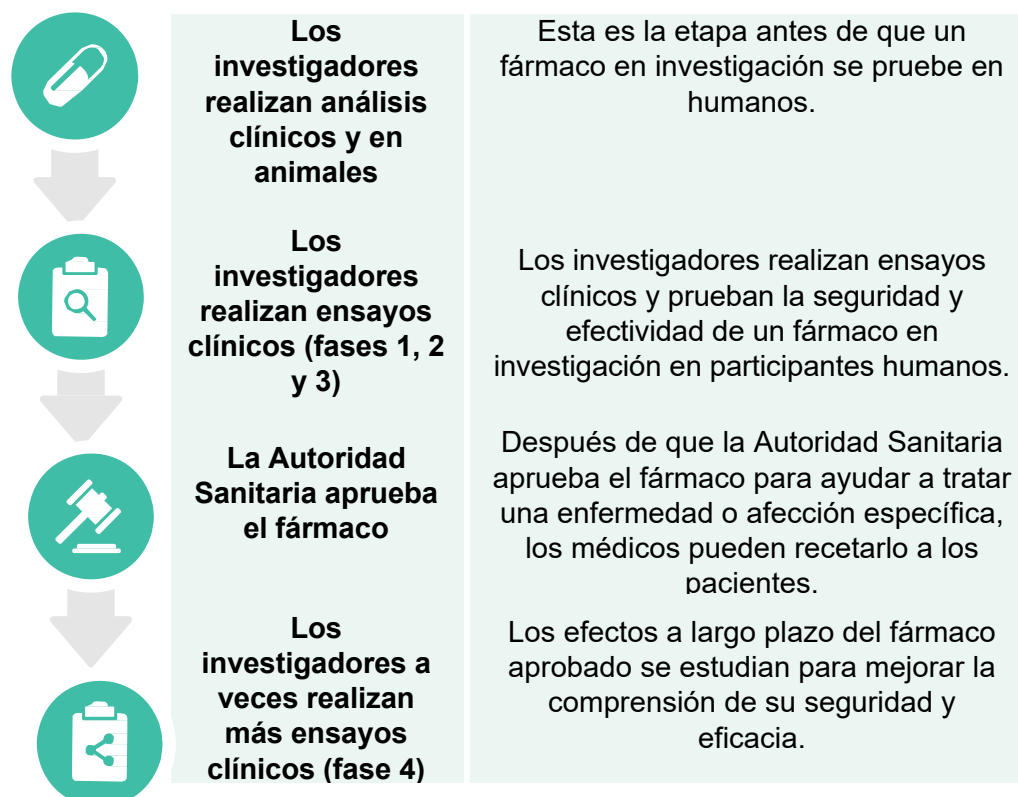 Los
investigadores
realizan análisis
clínicos y en
animales
Esta es la etapa antes de que un
fármaco en investigación se pruebe en
humanos.
Los
investigadores
realizan ensayos
clínicos (fases 1, 2
y 3)
Los investigadores realizan ensayos
clínicos y prueban la seguridad y
efectividad de un fármaco en
investigación en participantes humanos.
La Autoridad
Sanitaria aprueba
el fármaco
Después de que la Autoridad Sanitaria
aprueba el fármaco para ayudar a tratar
una enfermedad o afección específica,
los médicos pueden recetarlo a los
pacientes.
Los
investigadores a
veces realizan
más ensayos
clínicos (fase 4)
Los efectos a largo plazo del fármaco
aprobado se estudian para mejorar la
comprensión de su seguridad y
eficacia.